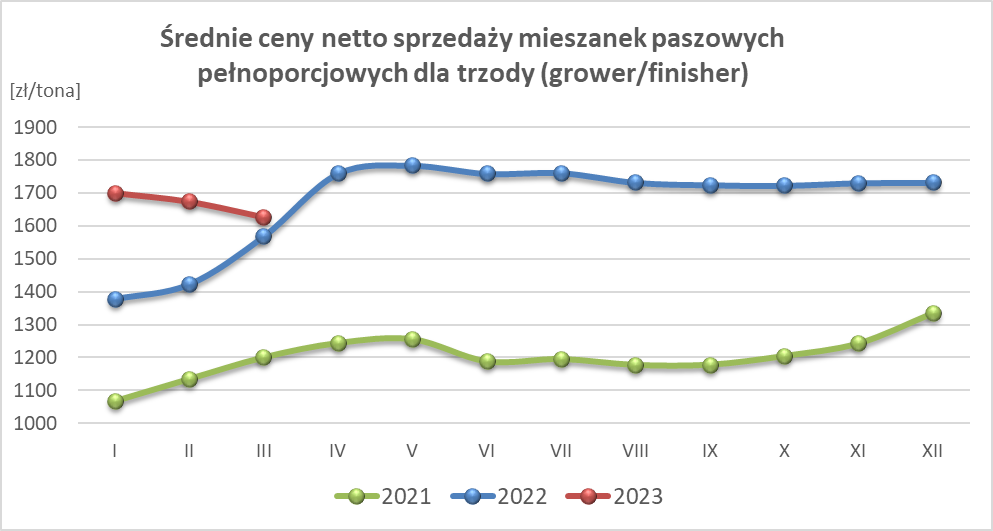 Średnie ceny netto sprzedaży mieszanek paszowych
pełnoporcjowych dla trzody (grower/finisher)
[zł/tona]
1900
1800
1700
1600
1500
1400
1300
1200
1100
1000
I II III IV V VI VII VIII IX X XI XII
2021 2022 2023